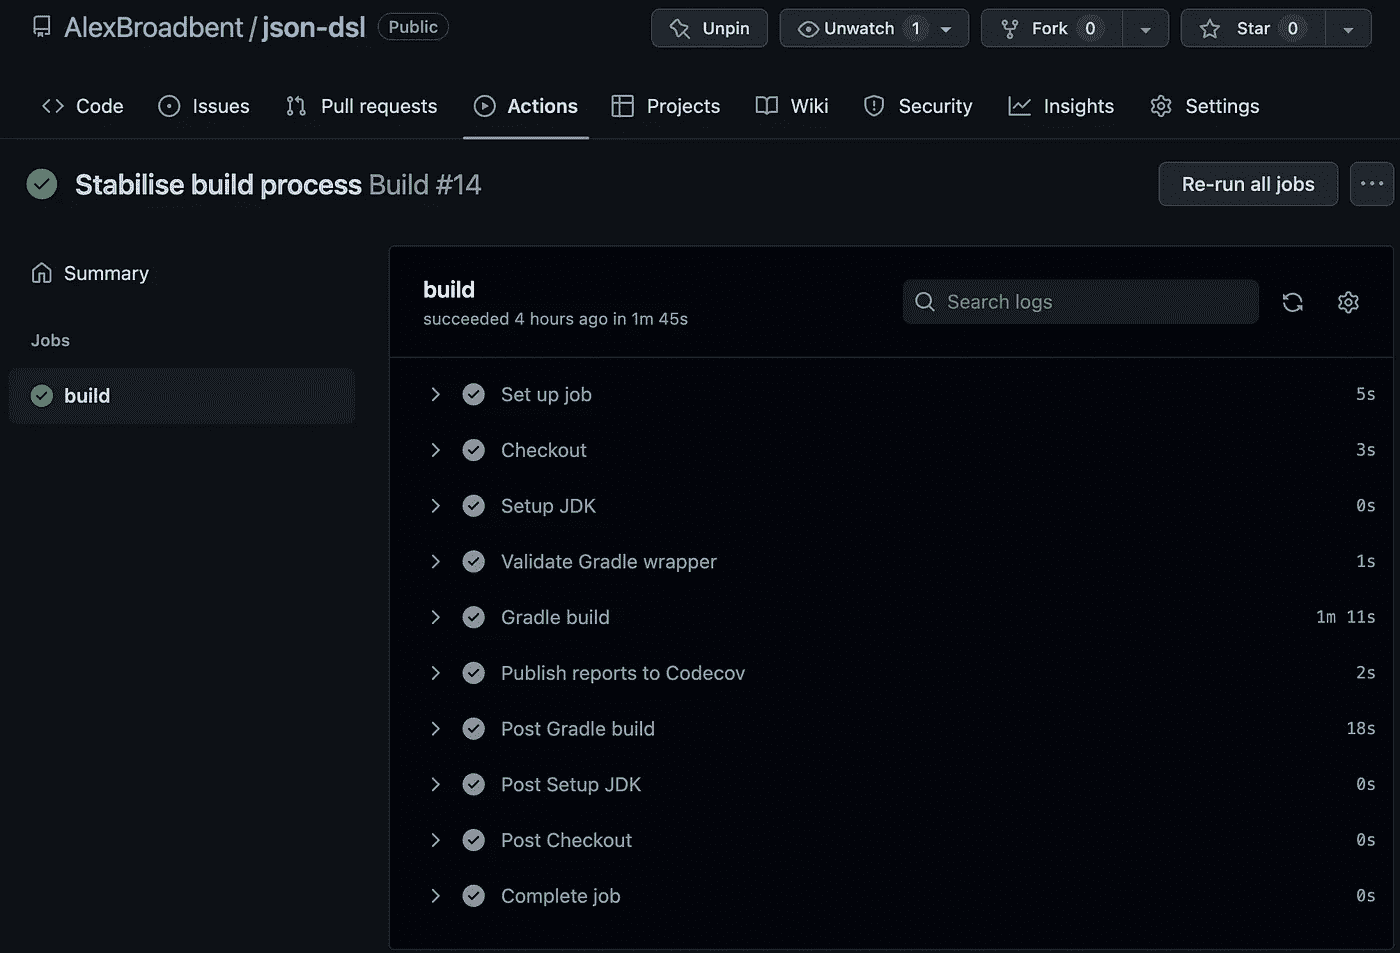 AlexBroadbent / json-dsl Public Unpin Unwatch 1 Fork 0 Star 0
Code Issues Pull requests Actions Projects Wiki Security Insights Settings
Stabilise build process Build #14 Re-run all jobs ...
Summary
Jobs
build
build
succeeded 4 hours ago in 1m 45s
Search logs
Set up job 5s
Checkout 3s
Setup JDK 0s
Validate Gradle wrapper 1s
Gradle build 1m 11s
Publish reports to Codecov 2s
Post Gradle build 18s
Post Setup JDK 0s
Post Checkout 0s
Complete job 0s